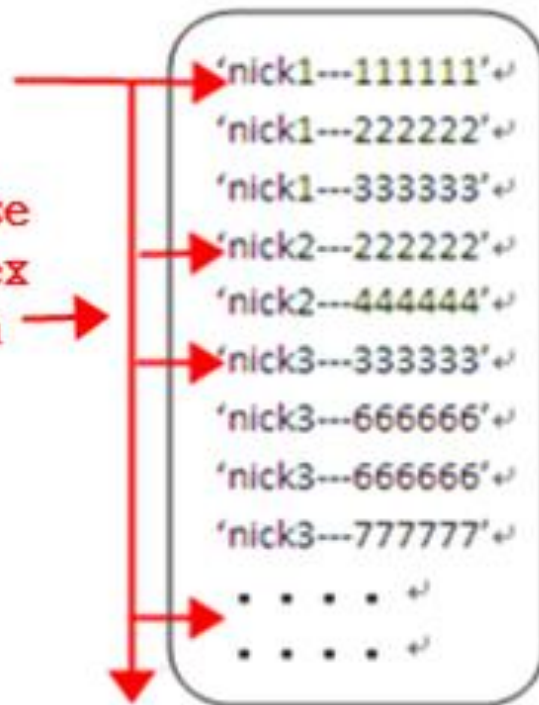 ‘nick1---111111’↵
‘nick1---222222’↵
‘nick1---333333’↵
‘nick2---222222’↵
‘nick2---444444’↵
‘nick3---333333’↵
‘nick3---666666’↵
‘nick3---666666’↵
‘nick3---777777’↵
. . . . ↵
. . . . ↵